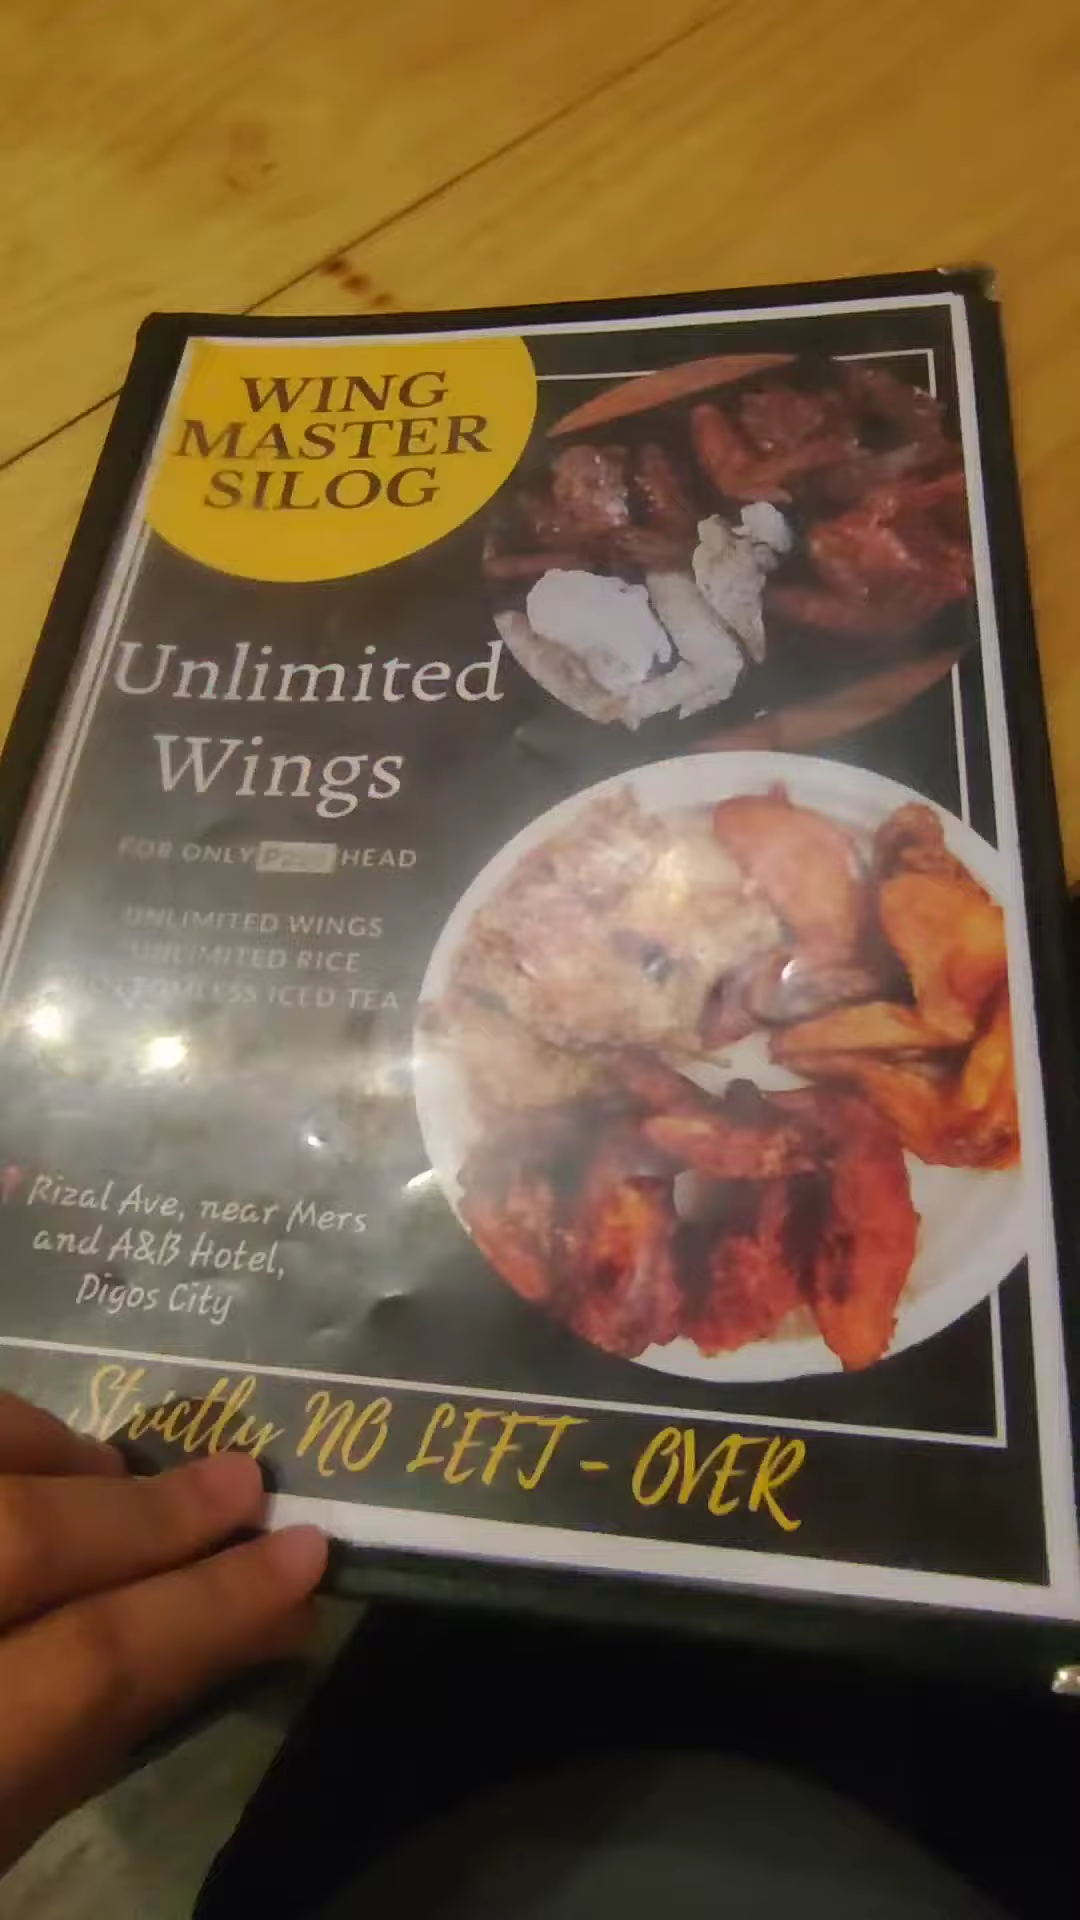 WING
MASTER
SILOG
Unlimited
Wings
FOR ONLY HEAD
UNLIMITED WINGS
UNLIMITED RICE
BOTTOMLESS ICED TEA
Rizal Ave, near Mers
and A&B Hotel,
Digos City
Strictly NO LEFT - OVER